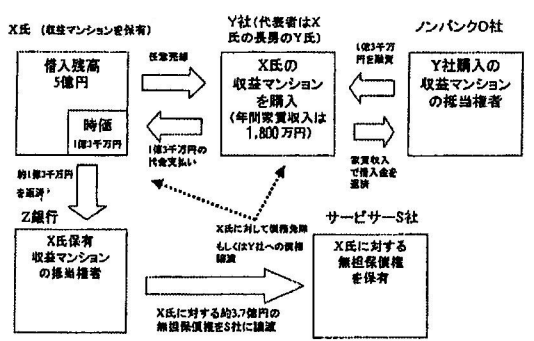 X氏 (収益マンションを保有)
Y社(代表者はX
氏の長男のY氏)
ノンバンクO社
借入残高
5億円
時価
1億3千万円
任意売却
X氏の
収益マンション
を購入
(年間家賃収入は
1,800万円)
1億3千万
円を融資
Y社購入の
収益マンション
の抵当権者
1億3千万円の
代金支払い
家賃収入
で借入金を
返済
約1億3千万円
を返済
Z銀行
X氏保有
収益マンション
の抵当権者
X氏に対して債務免除
もしくはY社への債権
譲渡
サービサーS社
X氏に対する
無担保債権
を保有
X氏に対する約3.7億円の
無担保債権をS社に譲渡